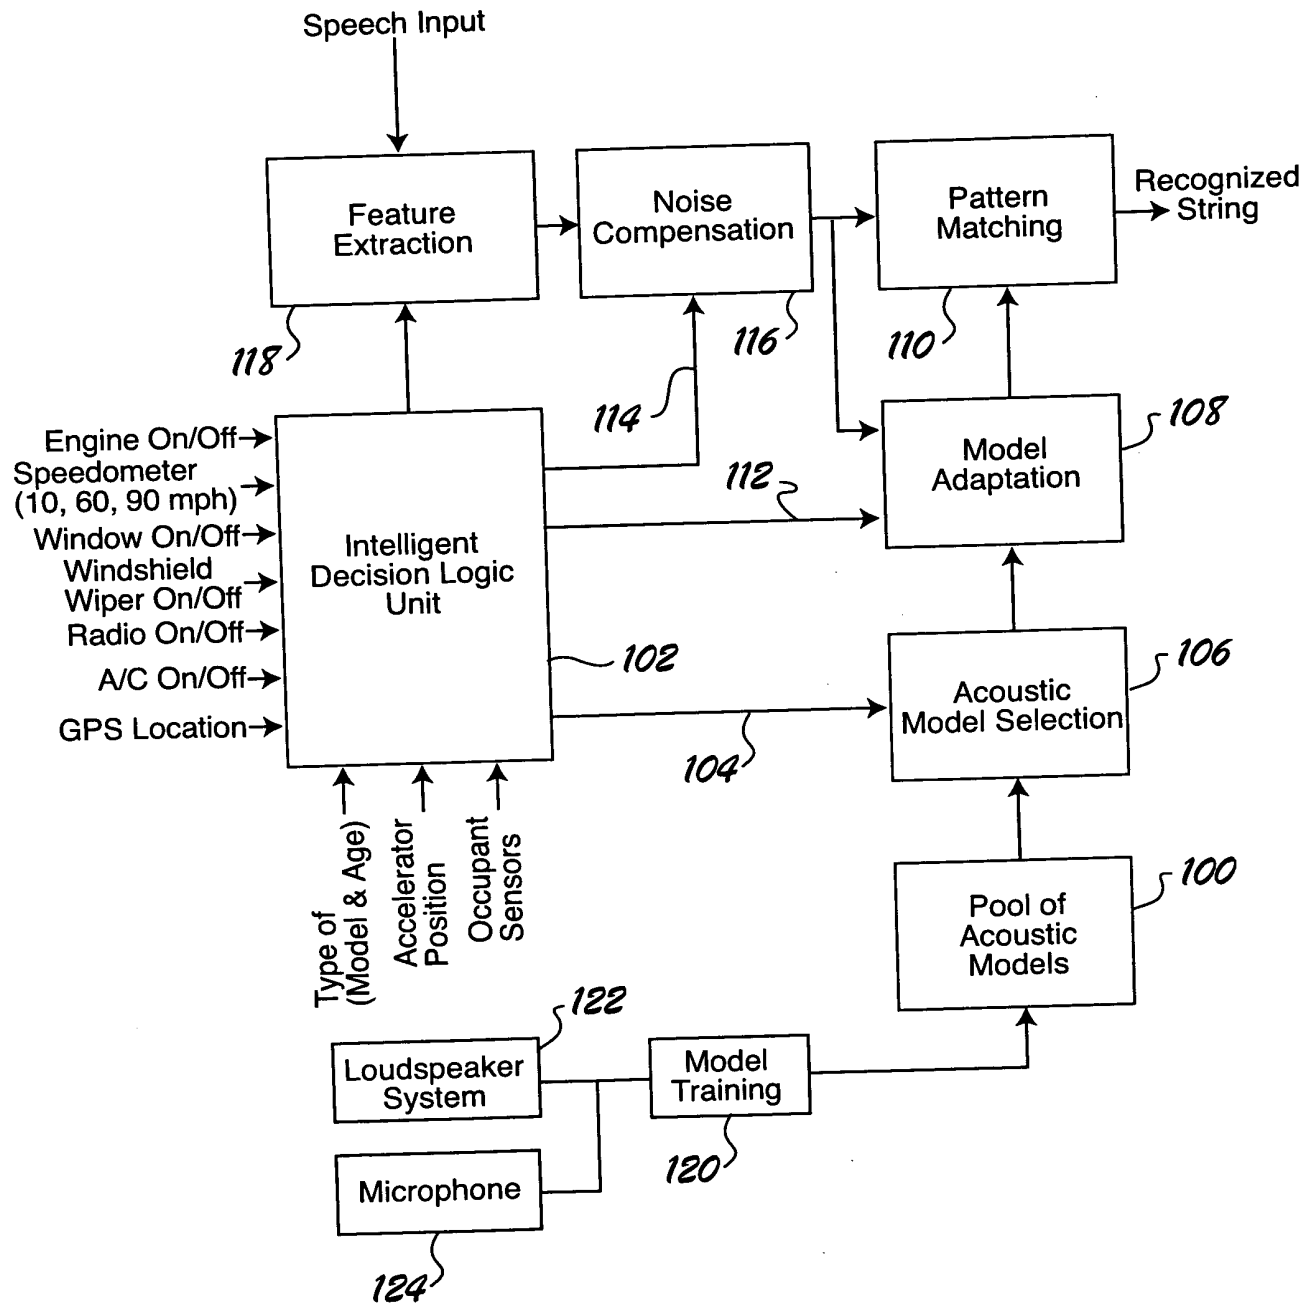 Speech Input
Feature
Extraction
Noise
Compensation
Pattern
Matching
Recognized
String
118
116
110
114
Engine On/Off
Speedometer
(10, 60, 90 mph)
Window On/Off
Windshield
Wiper On/Off
Radio On/Off
A/C On/Off
GPS Location
Intelligent
Decision Logic
Unit
112
Model
Adaptation
108
102
104
Acoustic
Model Selection
106
Type of
(Model & Age)
Accelerator
Position
Occupant
Sensors
Pool of
Acoustic
Models
100
122
Loudspeaker
System
Model
Training
120
Microphone
124